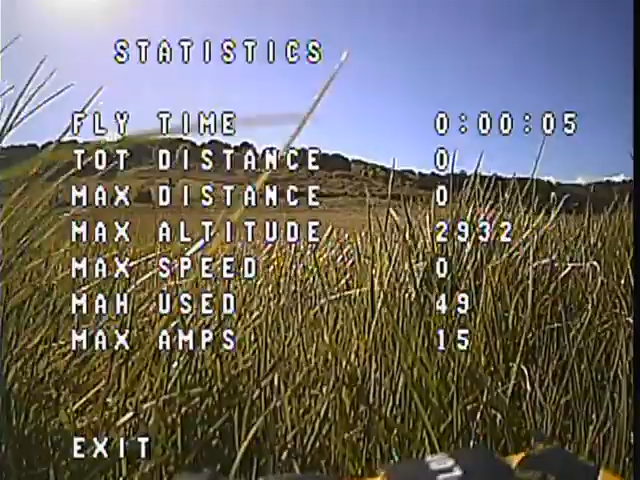 STATISTICS
FLY TIME 0:00:05
TOT DISTANCE 0
MAX DISTANCE 0
MAX ALTITUDE 2932
MAX SPEED 0
MAH USED 49
MAX AMPS 15
EXIT